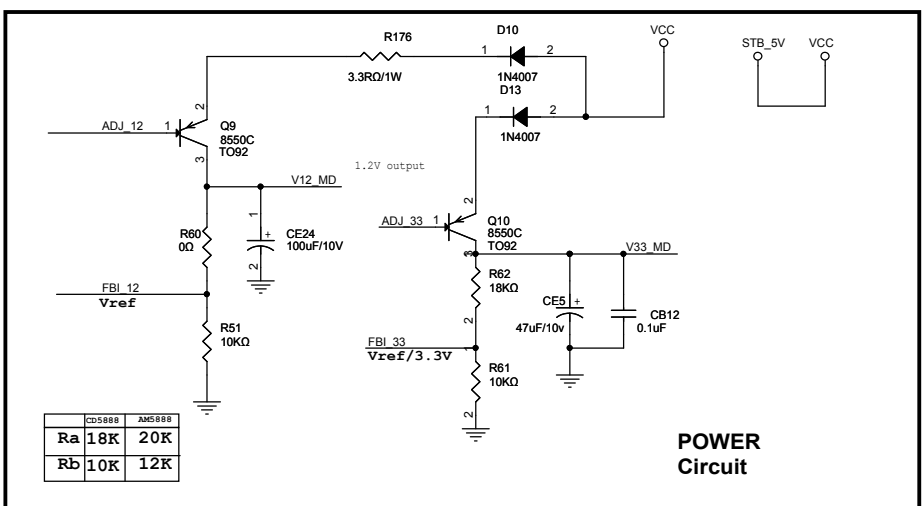 R176
3.3RΩ/1W
D10
1 2
1N4007
D13
1 2
1N4007
VCC
STB_5V VCC
ADJ_12 1
2
3
Q9
8550C
TO92
1.2V output
V12_MD
R60
0Ω
1
+
2
CE24
100uF/10V
FBI_12
Vref
R51
10KΩ
ADJ_33 1
2
3
Q10
8550C
TO92
V33_MD
R62
18KΩ
2
CE5
+
47uF/10v
CB12
0.1uF
FBI_33
Vref/3.3V
1
R61
10KΩ
2
CD5888 AM5888
Ra 18K 20K
Rb 10K 12K
POWER
Circuit